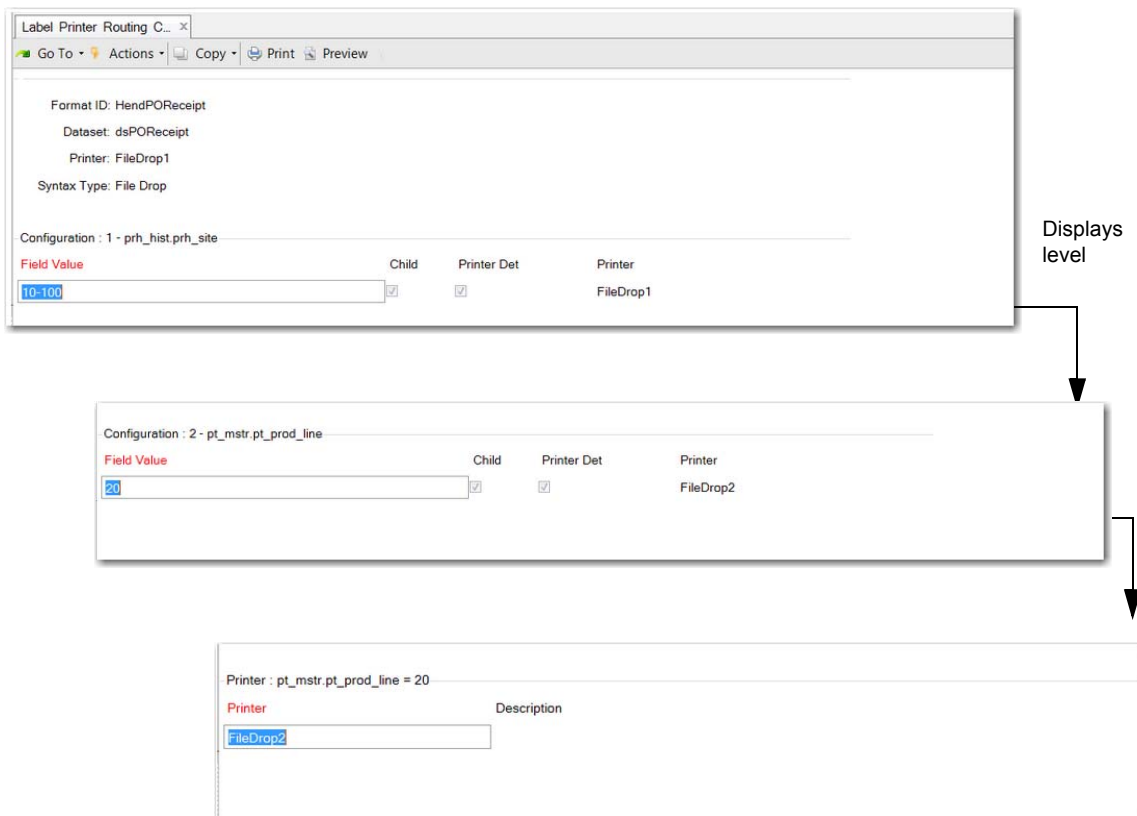 Label Printer Routing C... x
Go To Actions Copy Print Preview
Format ID: HendPOReceipt
Dataset: dsPOReceipt
Printer: FileDrop1
Syntax Type: File Drop
Configuration : 1 - prh_hist.prh_site
Field Value Child Printer Det Printer
10-100 FileDrop1
Displays
level
Configuration : 2 - pt_mstr.pt_prod_line
Field Value Child Printer Det Printer
20 FileDrop2
Printer : pt_mstr.pt_prod_line = 20
Printer Description
FileDrop2